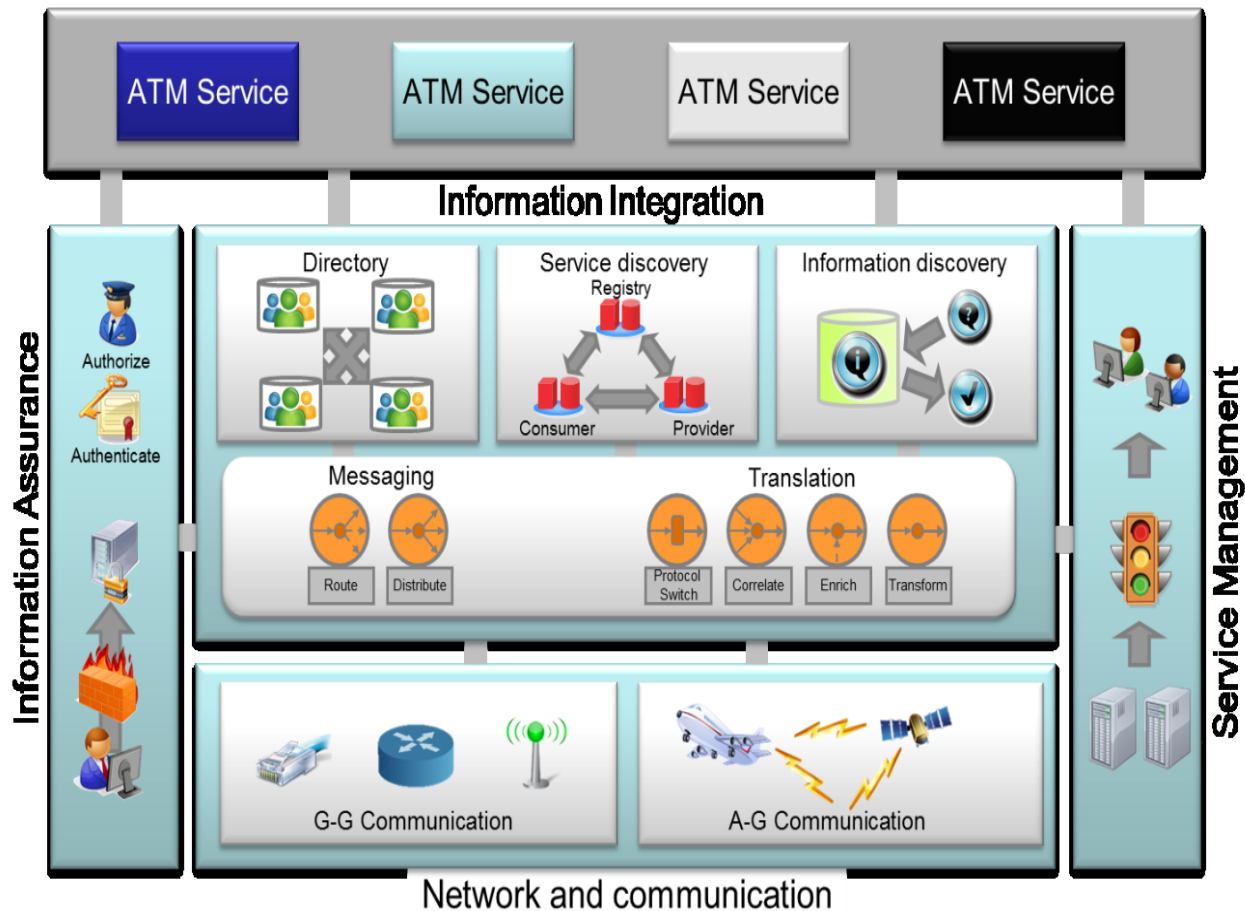 ATM Service
ATM Service
ATM Service
ATM Service
Information Integration
Information Assurance
Authorize
Authenticate
Directory
Service discovery
Registry
Consumer
Provider
Information discovery
Messaging
Route
Distribute
Translation
Protocol
Switch
Correlate
Enrich
Transform
Service Management
G-G Communication
A-G Communication
Network and communication